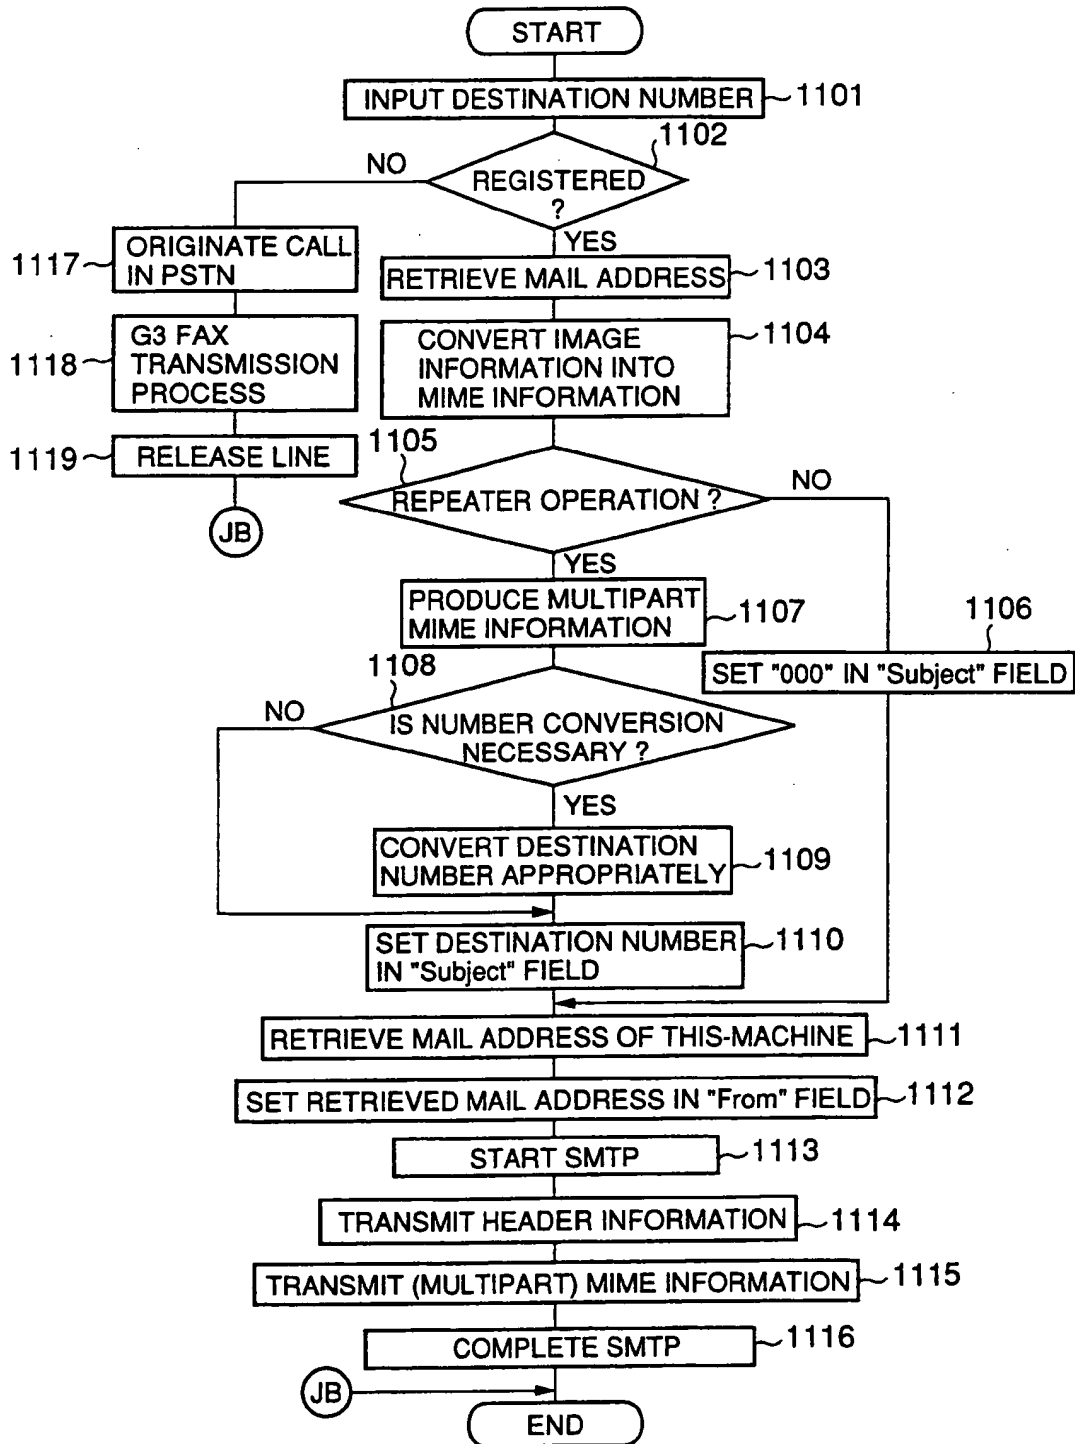 START
INPUT DESTINATION NUMBER
1101
1102
NO
REGISTERED
?
YES
1117
ORIGINATE CALL
IN PSTN
RETRIEVE MAIL ADDRESS
1103
1118
G3 FAX
TRANSMISSION
PROCESS
CONVERT IMAGE
INFORMATION INTO
MIME INFORMATION
1104
1119
RELEASE LINE
JB
1105
REPEATER OPERATION ?
NO
YES
PRODUCE MULTIPART
MIME INFORMATION
1107
1106
SET "000" IN "Subject" FIELD
1108
NO
IS NUMBER CONVERSION
NECESSARY ?
YES
CONVERT DESTINATION
NUMBER APPROPRIATELY
1109
SET DESTINATION NUMBER
IN "Subject" FIELD
1110
RETRIEVE MAIL ADDRESS OF THIS-MACHINE
1111
SET RETRIEVED MAIL ADDRESS IN "From" FIELD
1112
START SMTP
1113
TRANSMIT HEADER INFORMATION
1114
TRANSMIT (MULTIPART) MIME INFORMATION
1115
COMPLETE SMTP
1116
JB
END